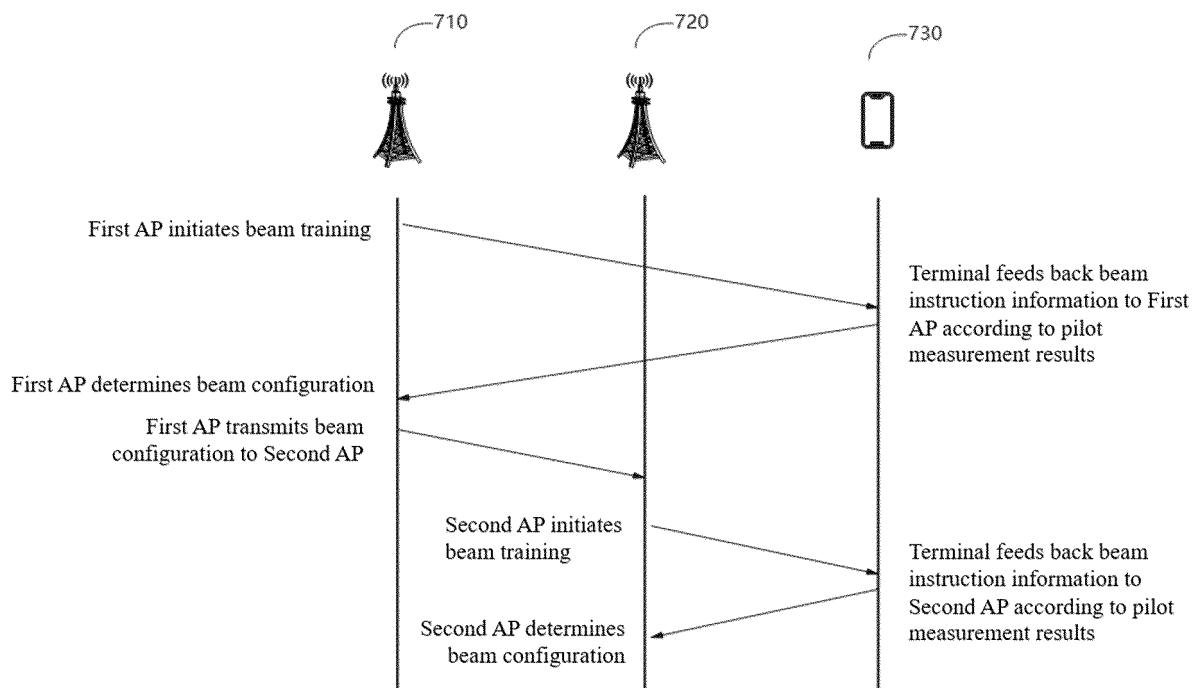 710
720
730
First AP initiates beam training
Terminal feeds back beam
instruction information to First
AP according to pilot
measurement results
First AP determines beam configuration
First AP transmits beam
configuration to Second AP
Second AP initiates
beam training
Terminal feeds back beam
instruction information to
Second AP according to pilot
measurement results
Second AP determines
beam configuration